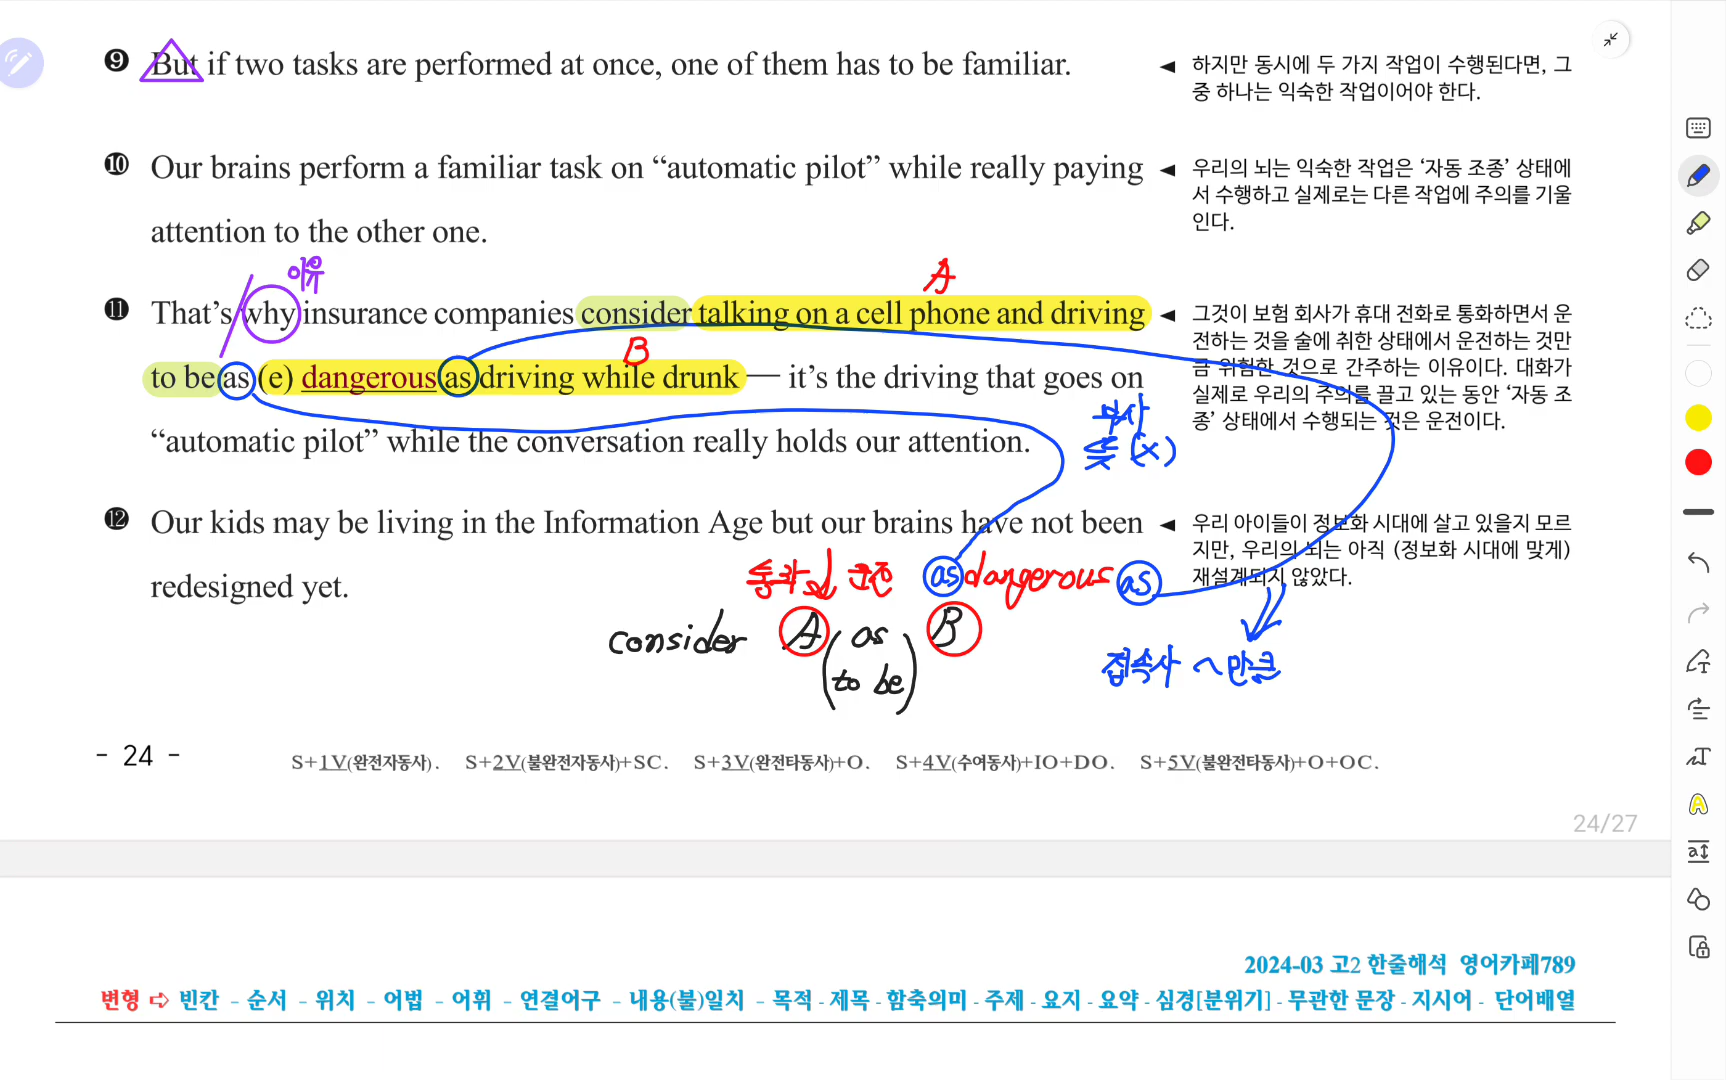 ❾ But if two tasks are performed at once, one of them has to be familiar.
◀ 하지만 동시에 두 가지 작업이 수행된다면, 그
중 하나는 익숙한 작업이어야 한다.
❿ Our brains perform a familiar task on “automatic pilot” while really paying
attention to the other one.
◀ 우리의 뇌는 익숙한 작업은 ‘자동 조종’ 상태에
서 수행하고 실제로는 다른 작업에 주의를 기울
인다.
이유
A
⓫ That’s why insurance companies consider talking on a cell phone and driving
B
to be as (e) dangerous as driving while drunk — it’s the driving that goes on
“automatic pilot” while the conversation really holds our attention.
◀ 그것이 보험 회사가 휴대 전화로 통화하면서 운
전하는 것을 술에 취한 상태에서 운전하는 것만
큼 위험한 것으로 간주하는 이유이다. 대화가
실제로 우리의 주의를 끌고 있는 동안 ‘자동 조
종’ 상태에서 수행되는 것은 운전이다.
부사
뜻 (x)
⓬ Our kids may be living in the Information Age but our brains have not been
redesigned yet.
◀ 우리 아이들이 정보화 시대에 살고 있을지 모르
지만, 우리의 뇌는 아직 (정보화 시대에 맞게)
재설계되지 않았다.
as dangerous as
consider A (as B
to be)
접속사 ~만큼
- 24 -
S+1V(완전자동사). S+2V(불완전자동사)+SC. S+3V(완전타동사)+O. S+4V(수여동사)+IO+DO. S+5V(불완전타동사)+O+OC.
24/27
2024-03 고2 한줄해석 영어카페789
변형 ➪ 빈칸 - 순서 - 위치 - 어법 - 어휘 - 연결어구 - 내용(불)일치 - 목적 - 제목 - 함축의미 - 주제 - 요지 - 요약 - 심경[분위기] - 무관한 문장 - 지시어 - 단어배열